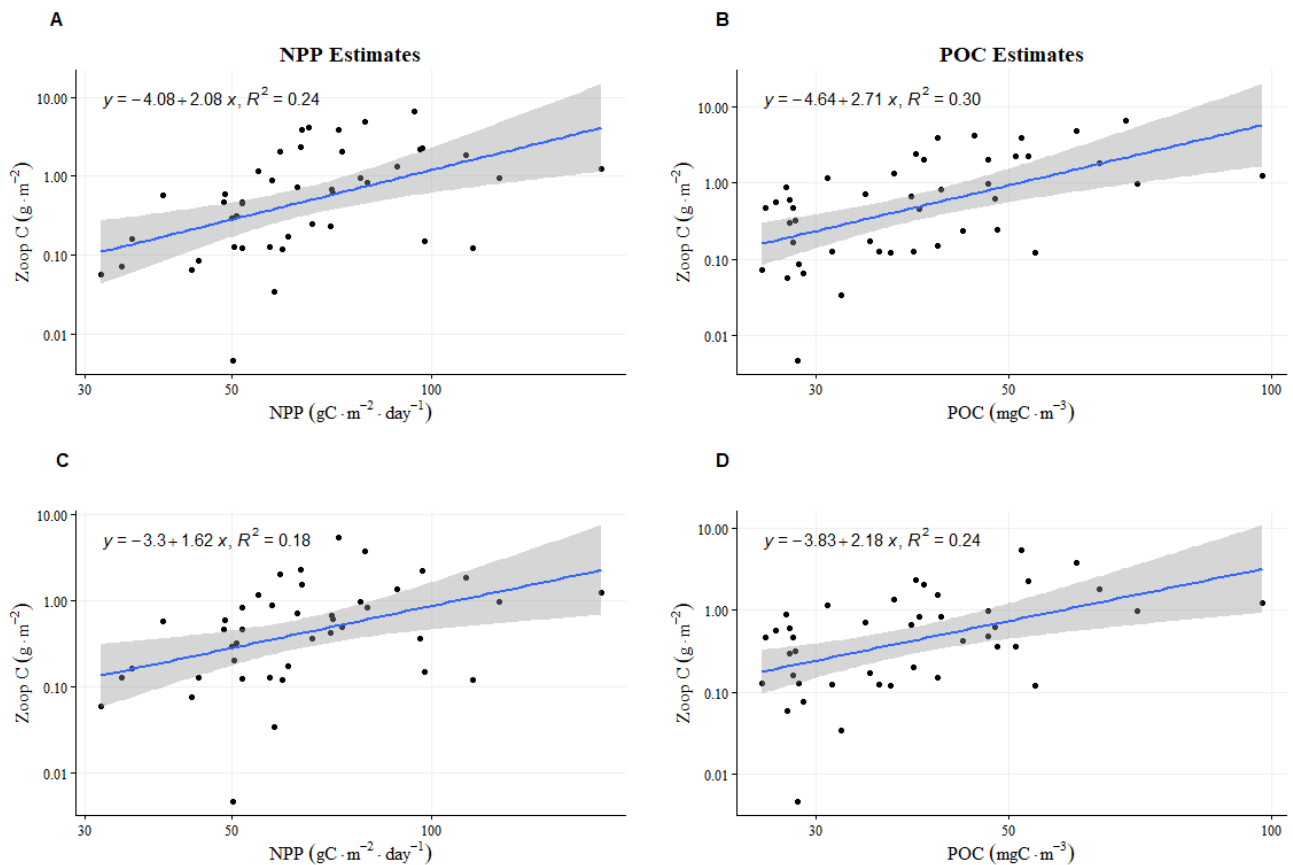 A
NPP Estimates
y = −4.08 + 2.08 x, R² = 0.24
10.00
1.00
0.10
0.01
Zoop C (g · m⁻²)
30 50 100
NPP (gC · m⁻² · day⁻¹)
B
POC Estimates
y = −4.64 + 2.71 x, R² = 0.30
10.00
1.00
0.10
0.01
Zoop C (g · m⁻²)
30 50 100
POC (mgC · m⁻³)
C
y = −3.3 + 1.62 x, R² = 0.18
10.00
1.00
0.10
0.01
Zoop C (g · m⁻²)
30 50 100
NPP (gC · m⁻² · day⁻¹)
D
y = −3.83 + 2.18 x, R² = 0.24
10.00
1.00
0.10
0.01
Zoop C (g · m⁻²)
30 50 100
POC (mgC · m⁻³)